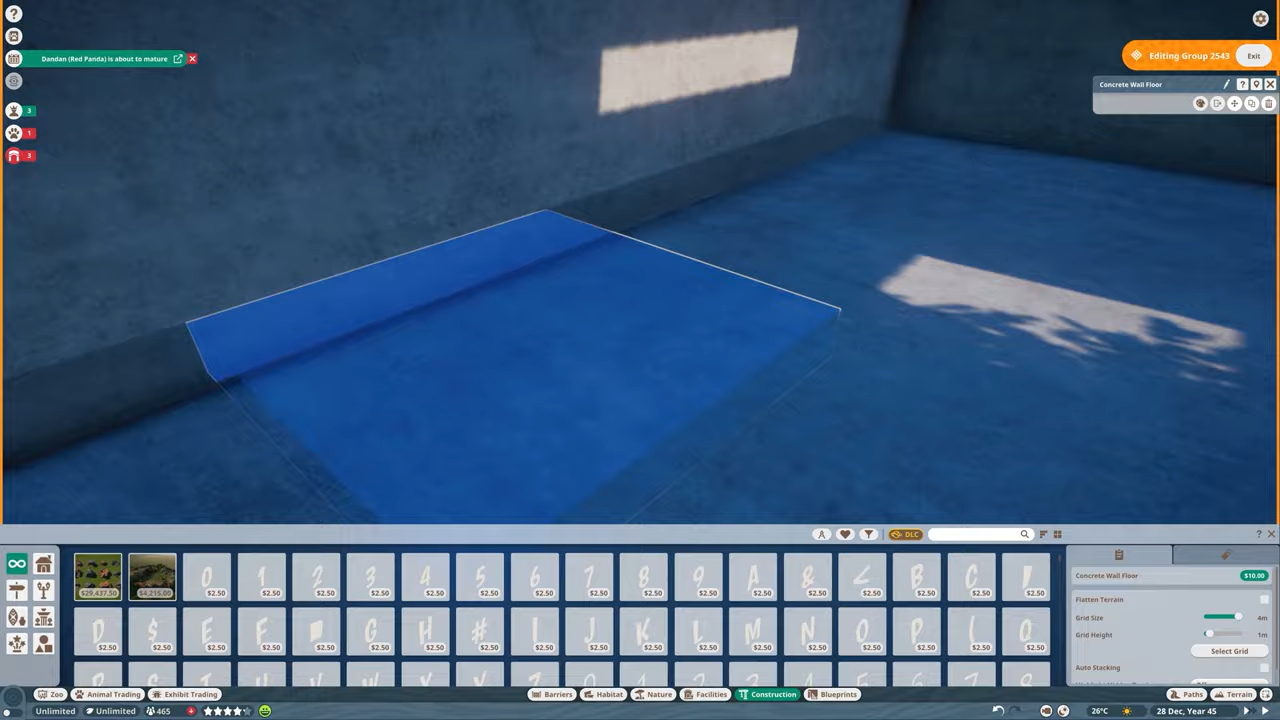 ?
Dandan (Red Panda) is about to mature
3
1
3
Editing Group 2543
Exit
Concrete Wall Floor
?
DLC
?
$29,437.50
$4,215.00
0 $2.50
1 $2.50
2 $2.50
3 $2.50
4 $2.50
5 $2.50
6 $2.50
7 $2.50
8 $2.50
9 $2.50
A $2.50
& $2.50
B $2.50
C $2.50
D $2.50
$ $2.50
E $2.50
F $2.50
$2.50
G $2.50
H $2.50
# $2.50
I $2.50
J $2.50
K $2.50
L $2.50
M $2.50
N $2.50
O $2.50
P $2.50
Q $2.50
Concrete Wall Floor
$10.00
Flatten Terrain
Grid Size
4m
Grid Height
1m
Select Grid
Auto Stacking
Zoo
Animal Trading
Exhibit Trading
Barriers
Habitat
Nature
Facilities
Construction
Blueprints
Paths
Terrain
Unlimited
Unlimited
465
26°C
28 Dec, Year 45